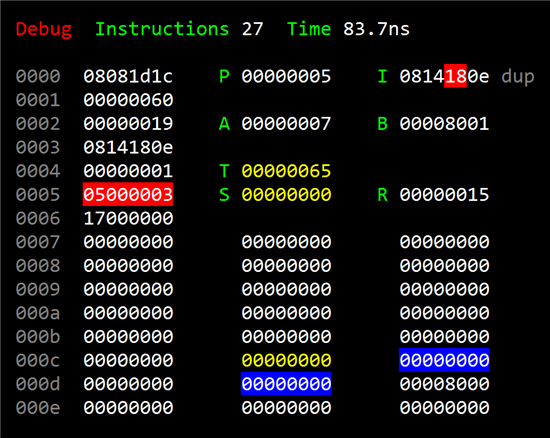 Debug Instructions 27 Time 83.7ns
0000 08081d1c P 00000005 I 0814180e dup
0001 00000060
0002 00000019 A 00000007 B 00008001
0003 0814180e
0004 00000001 T 00000065
0005 05000003 S 00000000 R 00000015
0006 17000000
0007 00000000 00000000 00000000
0008 00000000 00000000 00000000
0009 00000000 00000000 00000000
000a 00000000 00000000 00000000
000b 00000000 00000000 00000000
000c 00000000 00000000 00000000
000d 00000000 00000000 00008000
000e 00000000 00000000 00000000